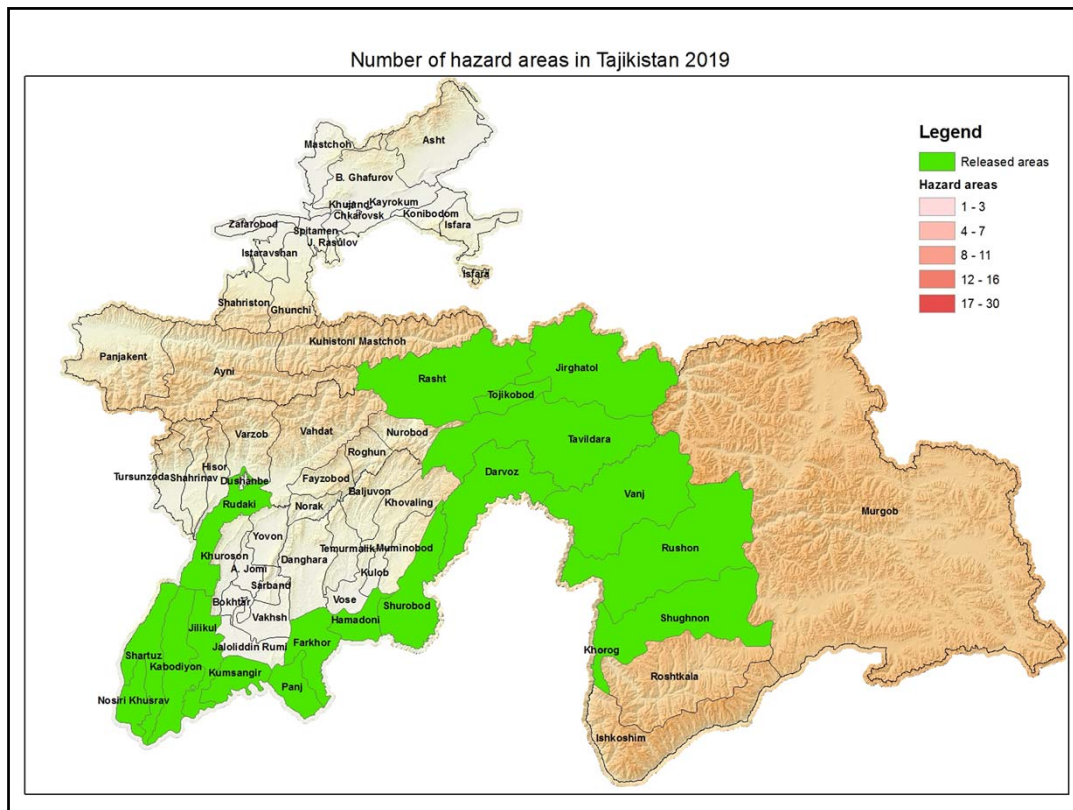 Number of hazard areas in Tajikistan 2019
Legend
Released areas
Hazard areas
1 - 3
4 - 7
8 - 11
12 - 16
17 - 30
Asht
Mastchoh
B. Ghafurov
Khujand
Kayrokum
Chkalovsk
Konibodom
Isfara
Zafarobod
Spitamen
J. Rasulov
Istaravshan
Isfara
Shahriston
Ghunchi
Kuhistoni Mastchoh
Panjakent
Ayni
Jirghatol
Rasht
Tojikobod
Varzob
Vahdat
Nurobod
Tavildara
Roghun
Hisor
Tursunzoda
Shahrinav
Dushanbe
Fayzobod
Darvoz
Baljuvon
Rudaki
Norak
Khovaling
Vanj
Murgob
Yovon
Khuroson
Danghara
Temurmalik
Muminobod
Rushon
A. Jomi
Kulob
Sarband
Bokhtar
Vose
Shurobod
Vakhsh
Hamadoni
Shughnon
Jilikul
Farkhor
Jaloliddin Rumi
Shartuz
Khorog
Kabodiyon
Kumsangir
Roshtkala
Panj
Nosiri Khusrav
Ishkoshim